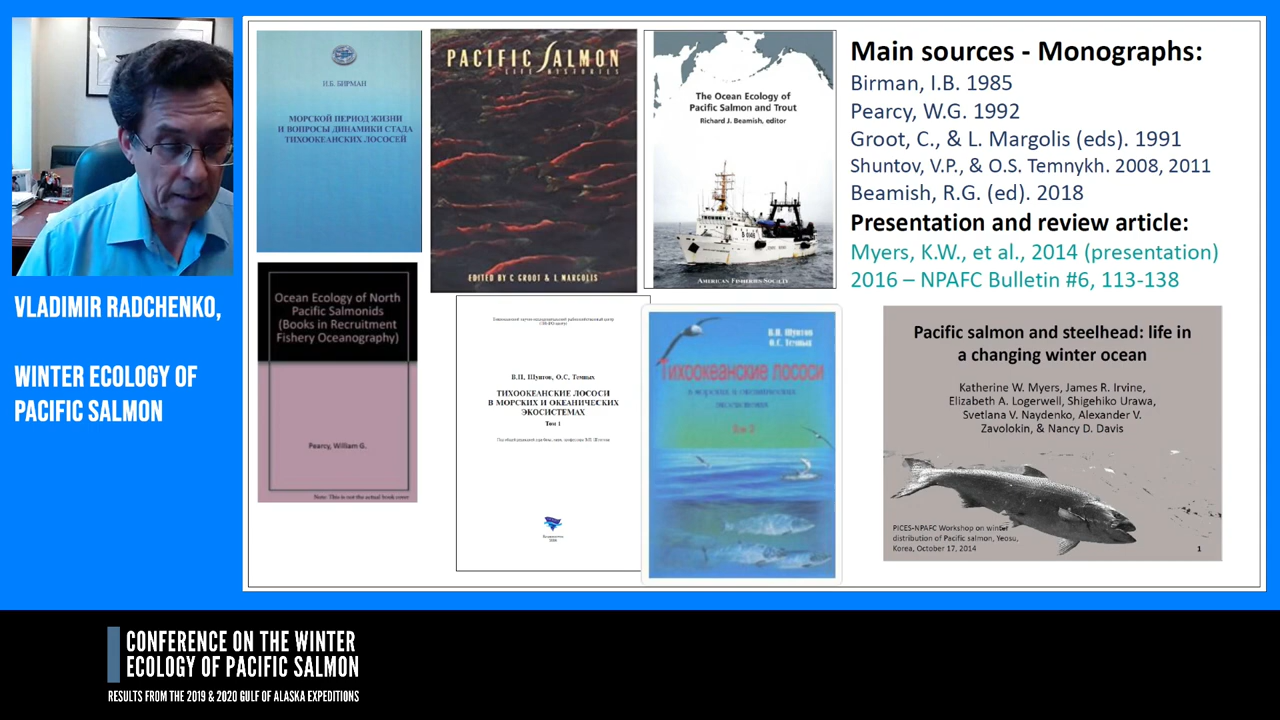 VLADIMIR RADCHENKO,
WINTER ECOLOGY OF
PACIFIC SALMON
И.Б. БИРМАН
МОРСКОЙ ПЕРИОД ЖИЗНИ
И ВОПРОСЫ ДИНАМИКИ СТАДА
ТИХООКЕАНСКИХ ЛОСОСЕЙ
PACIFIC SALMON
LIFE HISTORIES
EDITED BY C GROOT & L MARGOLIS
The Ocean Ecology of
Pacific Salmon and Trout
Richard J. Beamish, editor
AMERICAN FISHERIES SOCIETY
Ocean Ecology of North
Pacific Salmonids
(Books in Recruitment
Fishery Oceanography)
Pearcy, William G.
Note: This is not the actual book cover
В.П. Шунтов, О.С. Темных
ТИХООКЕАНСКИЕ ЛОСОСИ
В МОРСКИХ И ОКЕАНИЧЕСКИХ
ЭКОСИСТЕМАХ
Том 1
В.П. Шунтов
О.С. Темных
Тихоокеанские лососи
в морских и океанических
экосистемах
Main sources - Monographs:
Birman, I.B. 1985
Pearcy, W.G. 1992
Groot, C., & L. Margolis (eds). 1991
Shuntov, V.P., & O.S. Temnykh. 2008, 2011
Beamish, R.G. (ed). 2018
Presentation and review article:
Myers, K.W., et al., 2014 (presentation)
2016 – NPAFC Bulletin #6, 113-138
Pacific salmon and steelhead: life in
a changing winter ocean
Katherine W. Myers, James R. Irvine,
Elizabeth A. Logerwell, Shigehiko Urawa,
Svetlana V. Naydenko, Alexander V.
Zavolokin, & Nancy D. Davis
PICES-NPAFC Workshop on winter
distribution of Pacific salmon, Yeosu,
Korea, October 17, 2014
1
CONFERENCE ON THE WINTER
ECOLOGY OF PACIFIC SALMON
RESULTS FROM THE 2019 & 2020 GULF OF ALASKA EXPEDITIONS